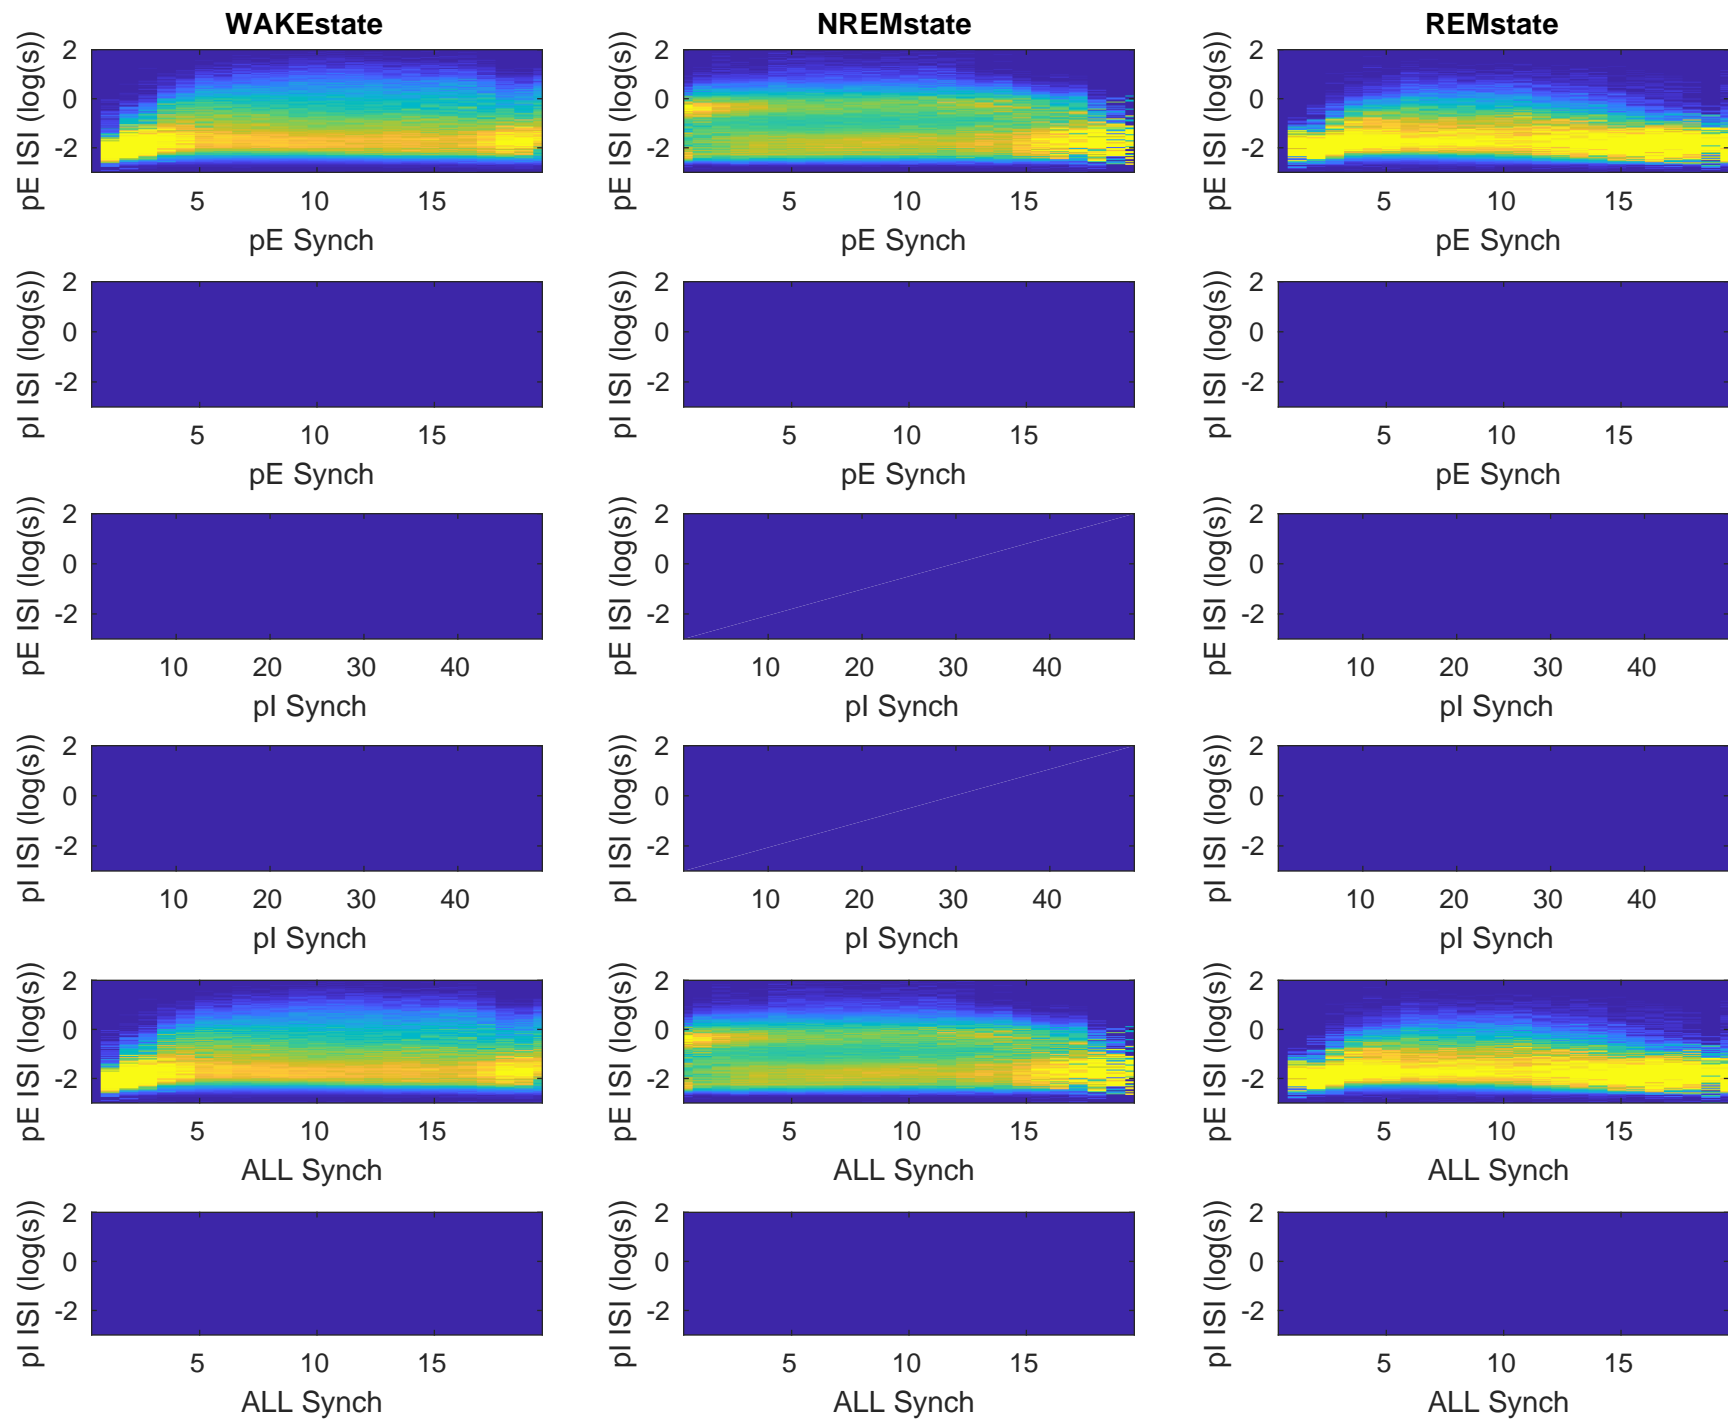 WAKEstate NREMstate REMstate
pE ISI (log(s)) 2 0 -2 pE ISI (log(s)) 2 0 -2 pE ISI (log(s)) 2 0 -2
5 10 15 5 10 15 5 10 15
pE Synch pE Synch pE Synch
pI ISI (log(s)) 2 0 -2 pI ISI (log(s)) 2 0 -2 pI ISI (log(s)) 2 0 -2
5 10 15 5 10 15 5 10 15
pE Synch pE Synch pE Synch
pE ISI (log(s)) 2 0 -2 pE ISI (log(s)) 2 0 -2 pE ISI (log(s)) 2 0 -2
10 20 30 40 10 20 30 40 10 20 30 40
pI Synch pI Synch pI Synch
pI ISI (log(s)) 2 0 -2 pI ISI (log(s)) 2 0 -2 pI ISI (log(s)) 2 0 -2
10 20 30 40 10 20 30 40 10 20 30 40
pI Synch pI Synch pI Synch
pE ISI (log(s)) 2 0 -2 pE ISI (log(s)) 2 0 -2 pE ISI (log(s)) 2 0 -2
5 10 15 5 10 15 5 10 15
ALL Synch ALL Synch ALL Synch
pI ISI (log(s)) 2 0 -2 pI ISI (log(s)) 2 0 -2 pI ISI (log(s)) 2 0 -2
5 10 15 5 10 15 5 10 15
ALL Synch ALL Synch ALL Synch